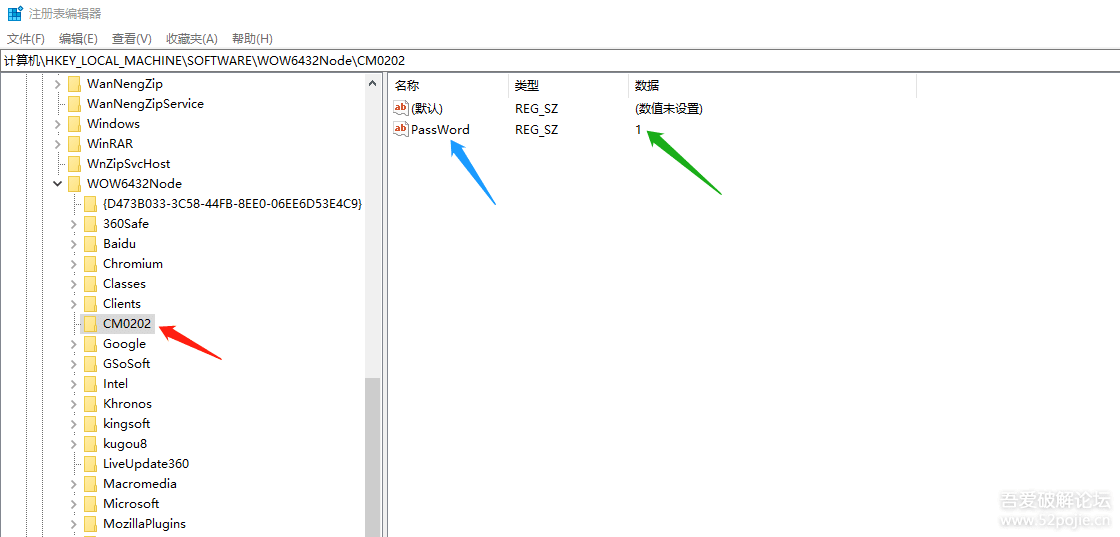 注册表编辑器
文件(F) 编辑(E) 查看(V) 收藏夹(A) 帮助(H)
计算机\HKEY_LOCAL_MACHINE\SOFTWARE\WOW6432Node\CM0202
WanNengZip
WanNengZipService
Windows
WinRAR
WnZipSvcHost
WOW6432Node
{D473B033-3C58-44FB-8EE0-06EE6D53E4C9}
360Safe
Baidu
Chromium
Classes
Clients
CM0202
Google
GSoSoft
Intel
Khronos
kingsoft
kugou8
LiveUpdate360
Macromedia
Microsoft
MozillaPlugins
名称 类型 数据
ab (默认) REG_SZ (数值未设置)
ab PassWord REG_SZ 1
吾爱破解论坛
www.52pojie.cn